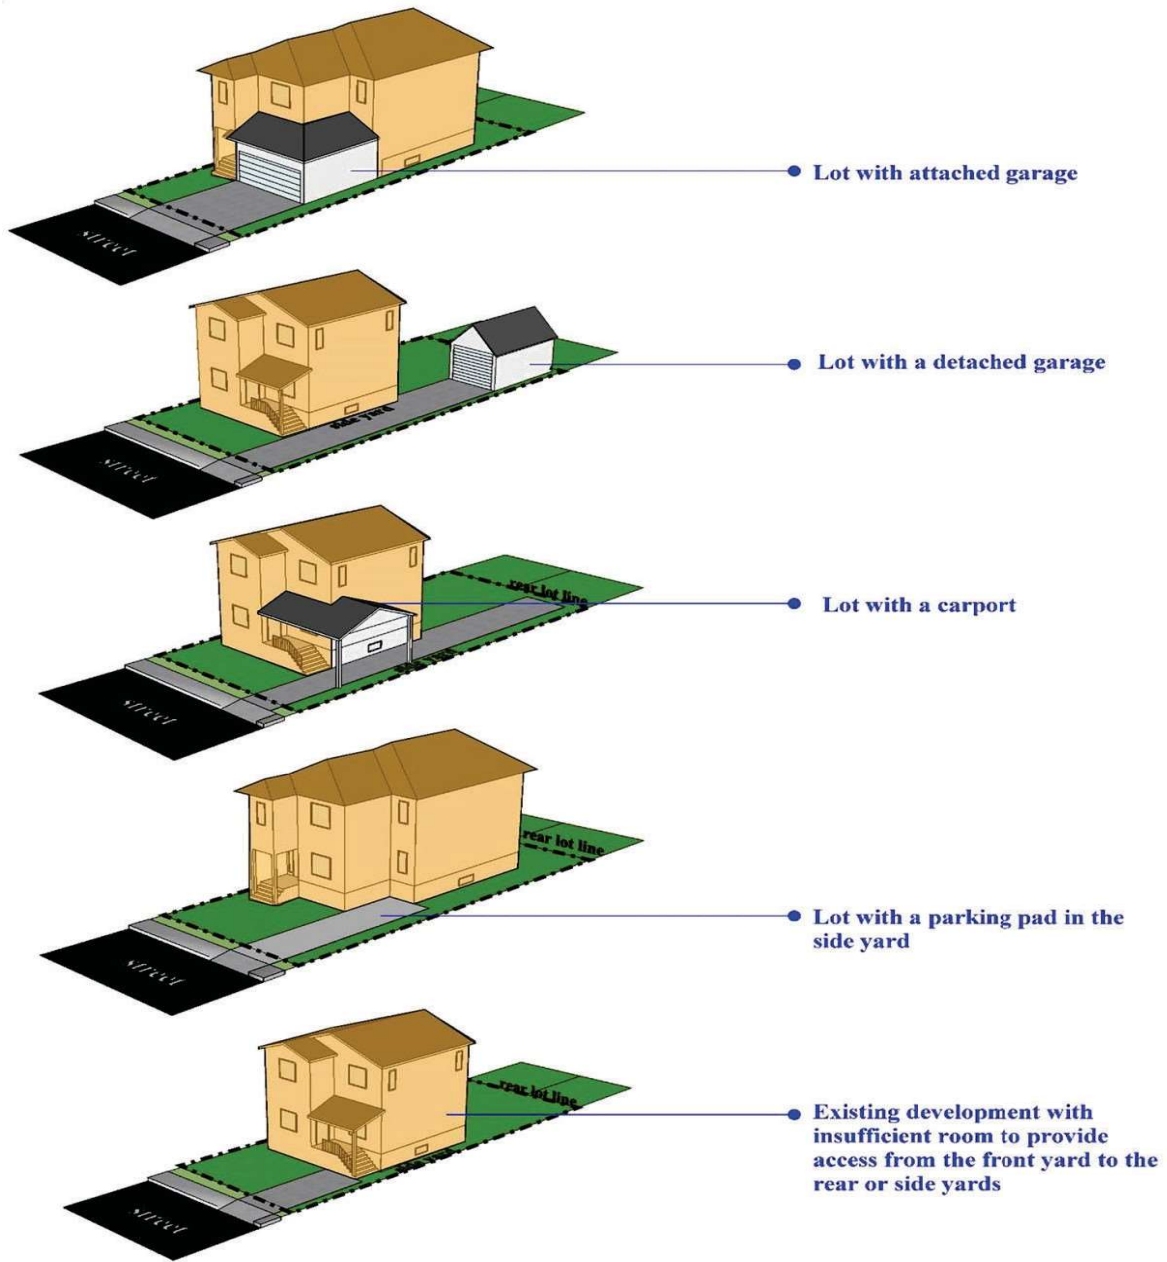 street
Lot with attached garage
side yard
street
Lot with a detached garage
rear lot line
street
Lot with a carport
rear lot line
street
Lot with a parking pad in the
side yard
rear lot line
street
Existing development with
insufficient room to provide
access from the front yard to the
rear or side yards